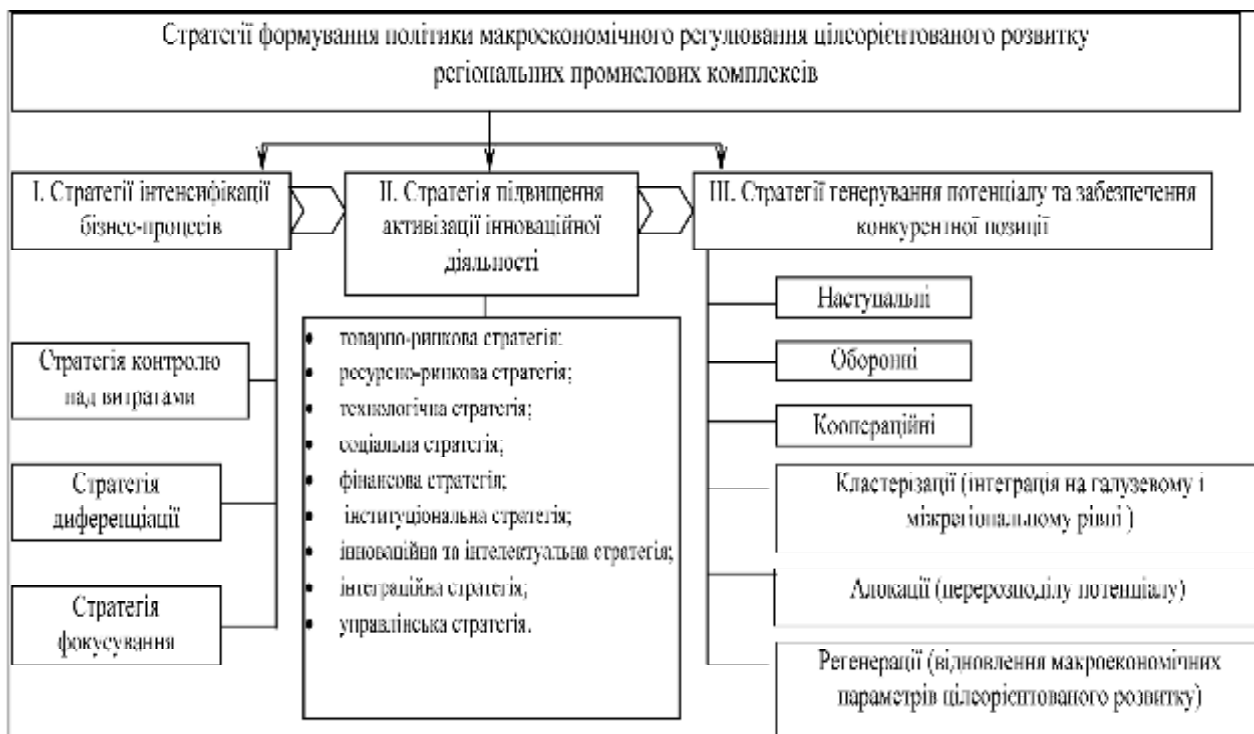 Стратегії формування політики макроекономічного регулювання цілеорієнтованого розвитку
регіональних промислових комплексів
І. Стратегії інтенсифікації
бізнес-процесів
ІІ. Стратегія підвищення
активізації інноваційної
діяльності
ІІІ. Стратегії генерування потенціалу та забезпечення
конкурентної позиції
Стратегія контролю
над витратами
Стратегія
диференціації
Стратегія
фокусування
• товарно-ринкова стратегія:
• ресурсно-ринкова стратегія;
• технологічна стратегія;
• соціальна стратегія;
• фінансова стратегія;
• інституціональна стратегія;
• інноваційна та інтелектуальна стратегія;
• інтеграційна стратегія;
• управлінська стратегія.
Наступальні
Оборонні
Коопераційні
Кластерізації (інтеграція на галузевому і
міжрегіональному рівні )
Алокації (перерозподілу потенціалу)
Регенерації (відновлення макроекономічних
параметрів цілеорієнтованого розвитку)